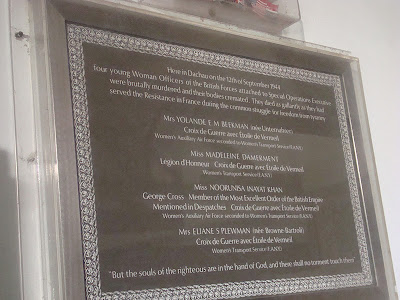 Here in Dachau on the 12th of September 1944
four young Woman Officers of the British Forces attached to Special Operations Executive
were brutally murdered and their bodies cremated. They died as gallantly as they had
served the Resistance in France during the common struggle for freedom from tyranny
Mrs YOLANDE E M BEEKMAN (née Unternährer)
Croix de Guerre avec Étoile de Vermeil
Women's Auxiliary Air Force seconded to Women's Transport Service (F.A.N.Y.)
Miss MADELEINE DAMERMENT
Légion d'Honneur Croix de Guerre avec Étoile de Vermeil
Women's Transport Service (F.A.N.Y.)
Miss NOORUNISA INAYAT KHAN
George Cross Member of the Most Excellent Order of the British Empire
Mentioned in Despatches Croix de Guerre avec Étoile de Vermeil
Women's Auxiliary Air Force seconded to Women's Transport Service (F.A.N.Y.)
Mrs ELIANE S PLEWMAN (née Browne-Bartroli)
Croix de Guerre avec Étoile de Vermeil
Women's Transport Service (F.A.N.Y.)
"But the souls of the righteous are in the hand of God, and there shall no torment touch them"